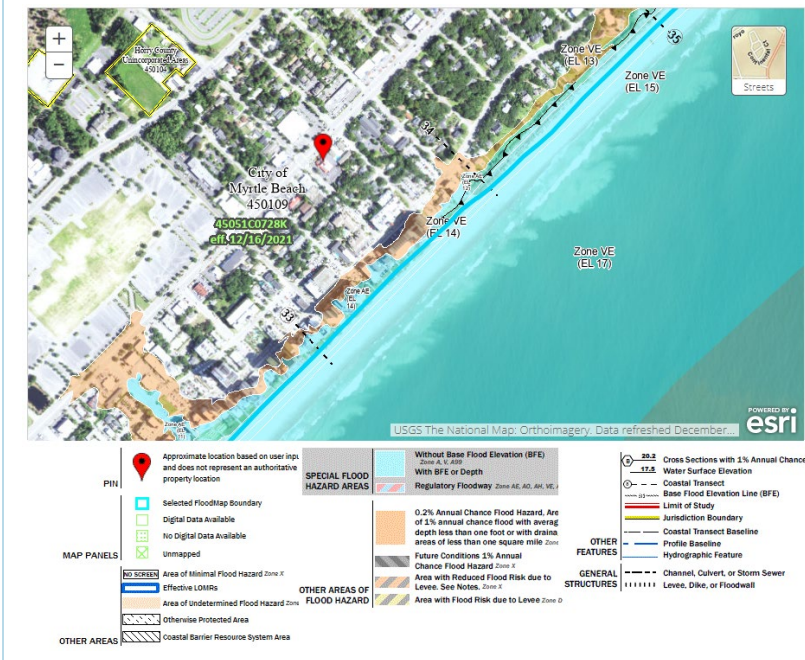 +
−
Horry County
Unincorporated Areas
450104
Zone VE
(EL 13)
35
Zone VE
(EL 15)
Streets
34
City of
Myrtle Beach
450109
45051C0728K
eff. 12/16/2021
Zone AE
(EL
12)
Zone VE
(EL 14)
Zone VE
(EL 17)
Zone AE
(EL
14)
33
Zone AE
USGS The National Map: Orthoimagery. Data refreshed December...
POWERED BY
esri
PIN
Approximate location based on user input
and does not represent an authoritative
property location
MAP PANELS
Selected FloodMap Boundary
Digital Data Available
No Digital Data Available
Unmapped
OTHER AREAS
NO SCREEN Area of Minimal Flood Hazard Zone X
Effective LOMRs
Area of Undetermined Flood Hazard Zone
Otherwise Protected Area
Coastal Barrier Resource System Area
SPECIAL FLOOD
HAZARD AREAS
Without Base Flood Elevation (BFE)
Zone A, V, A99
With BFE or Depth
Regulatory Floodway Zone AE, AO, AH, VE,
OTHER AREAS OF
FLOOD HAZARD
0.2% Annual Chance Flood Hazard, Are
of 1% annual chance flood with averag
depth less than one foot or with draina
areas of less than one square mile Zone
Future Conditions 1% Annual
Chance Flood Hazard Zone X
Area with Reduced Flood Risk due to
Levee. See Notes. Zone X
Area with Flood Risk due to Levee Zone D
OTHER
FEATURES
20.2 Cross Sections with 1% Annual Chance
17.5 Water Surface Elevation
Coastal Transect
Base Flood Elevation Line (BFE)
Limit of Study
Jurisdiction Boundary
Coastal Transect Baseline
Profile Baseline
Hydrographic Feature
GENERAL
STRUCTURES
Channel, Culvert, or Storm Sewer
Levee, Dike, or Floodwall